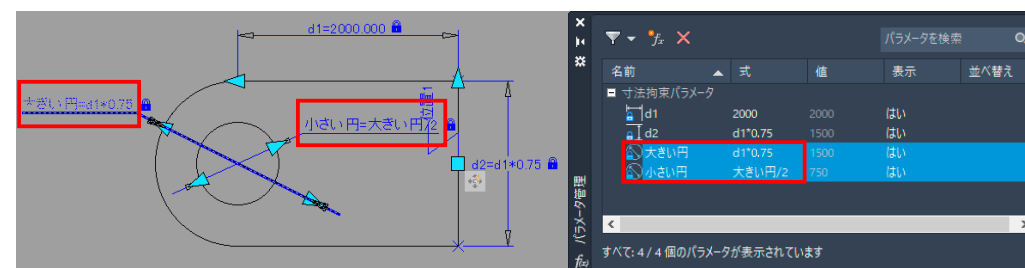 d1=2000.000
大きい円=d1*0.75
小さい円=大きい円/2
位置1
d2=d1*0.75
パラメータ管理
fx
パラメータを検索
名前 式 値 表示 並べ替え
寸法拘束パラメータ
d1 2000 2000 はい
d2 d1*0.75 1500 はい
大きい円 d1*0.75 1500 はい
小さい円 大きい円/2 750 はい
すべて: 4 / 4 個のパラメータが表示されています
f(x)